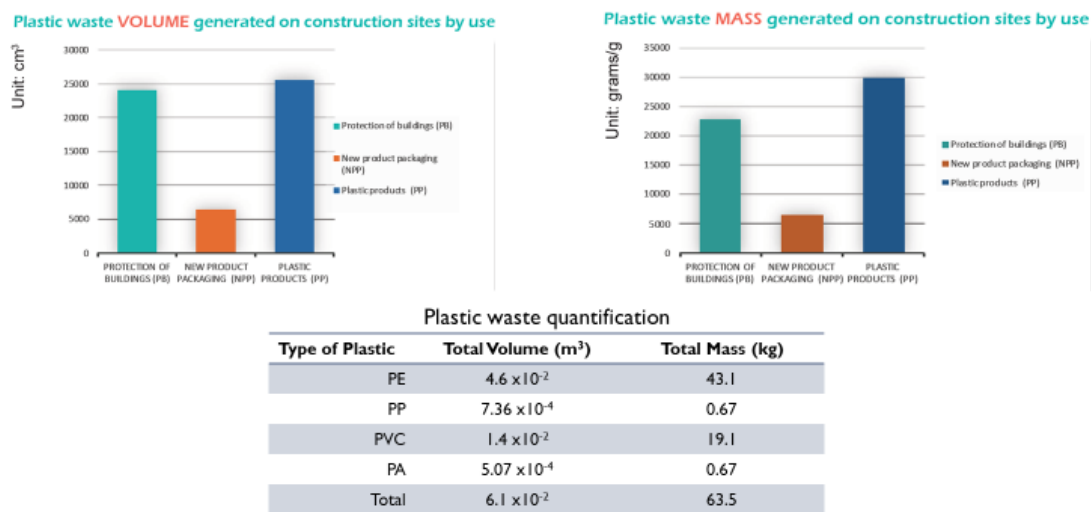 Plastic waste VOLUME generated on construction sites by use
Unit: cm³
30000
25000
20000
15000
10000
5000
0
PROTECTION OF
BUILDINGS (PB)
NEW PRODUCT
PACKAGING (NPP)
PLASTIC
PRODUCTS (PP)
Protection of buildings (PB)
New product packaging
(NPP)
Plastic products (PP)
Plastic waste MASS generated on construction sites by use
Unit: grams/g
35000
30000
25000
20000
15000
10000
5000
0
PROTECTION OF
BUILDINGS (PB)
NEW PRODUCT
PACKAGING (NPP)
PLASTIC
PRODUCTS (PP)
Protection of buildings (PB)
New product packaging (NPP)
Plastic products (PP)
Plastic waste quantification
Type of Plastic Total Volume (m³) Total Mass (kg)
PE 4.6 x10⁻² 43.1
PP 7.36 x10⁻⁴ 0.67
PVC 1.4 x10⁻² 19.1
PA 5.07 x10⁻⁴ 0.67
Total 6.1 x10⁻² 63.5